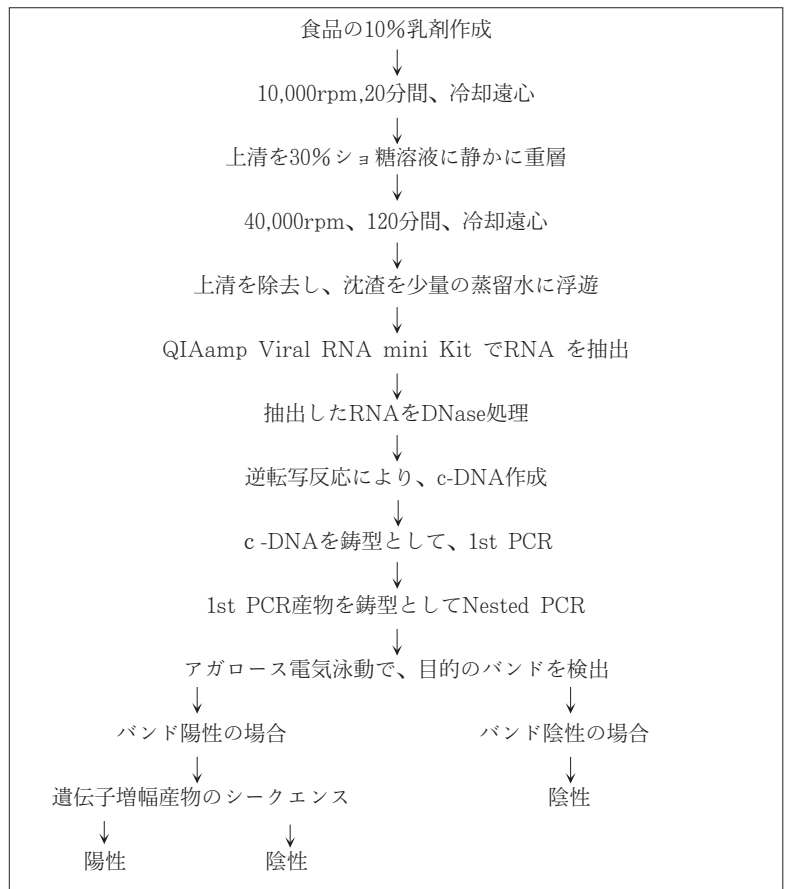 食品の10％乳剤作成
↓
10,000rpm,20分間、冷却遠心
↓
上清を30％ショ糖溶液に静かに重層
↓
40,000rpm、120分間、冷却遠心
↓
上清を除去し、沈渣を少量の蒸留水に浮遊
↓
QIAamp Viral RNA mini Kit でRNA を抽出
↓
抽出したRNAをDNase処理
↓
逆転写反応により、c-DNA作成
↓
c -DNAを鋳型として、1st PCR
↓
1st PCR産物を鋳型としてNested PCR
↓
アガロース電気泳動で、目的のバンドを検出
↓ ↓
バンド陽性の場合 バンド陰性の場合
↓ ↓
遺伝子増幅産物のシークエンス 陰性
↓ ↓
陽性 陰性